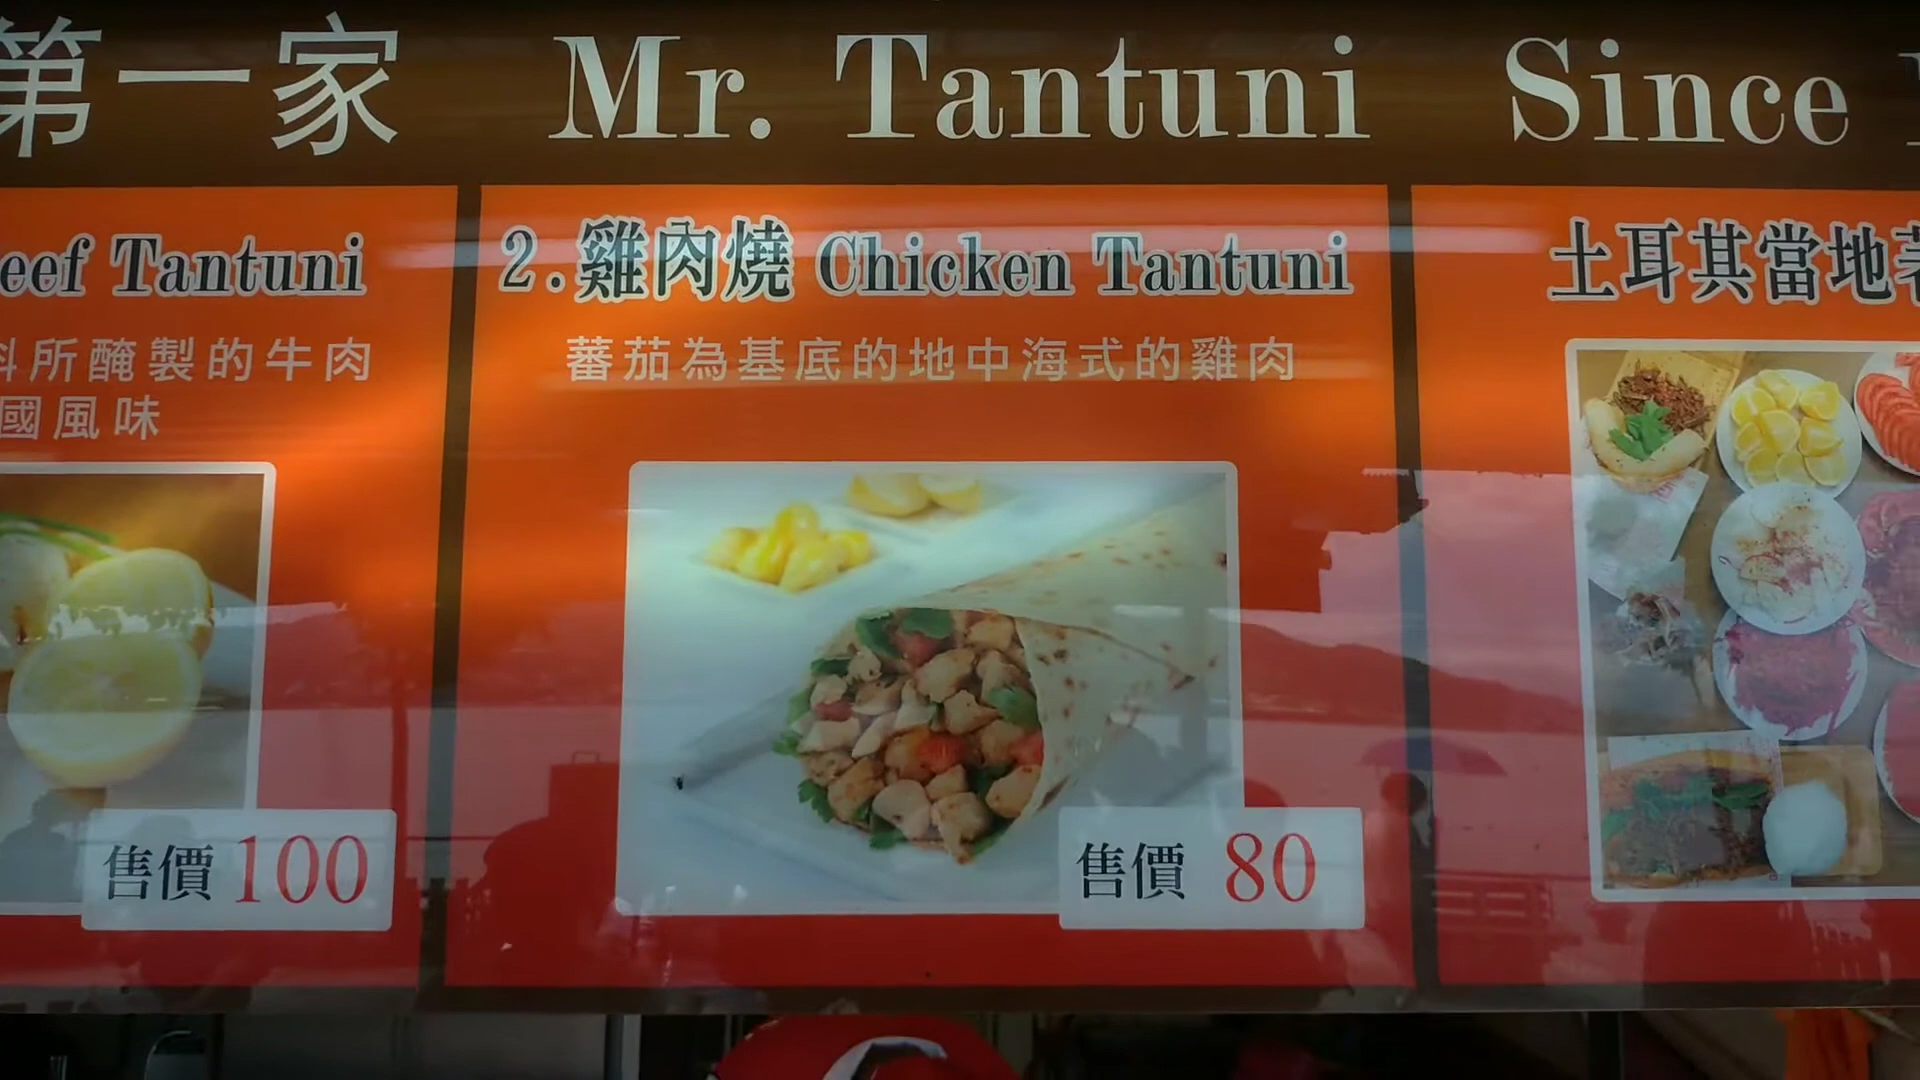 第一家 Mr. Tantuni Since
eef Tantuni
所醃製的牛肉
國風味
售價 100
2.雞肉燒 Chicken Tantuni
蕃茄為基底的地中海式的雞肉
售價 80
土耳其當地